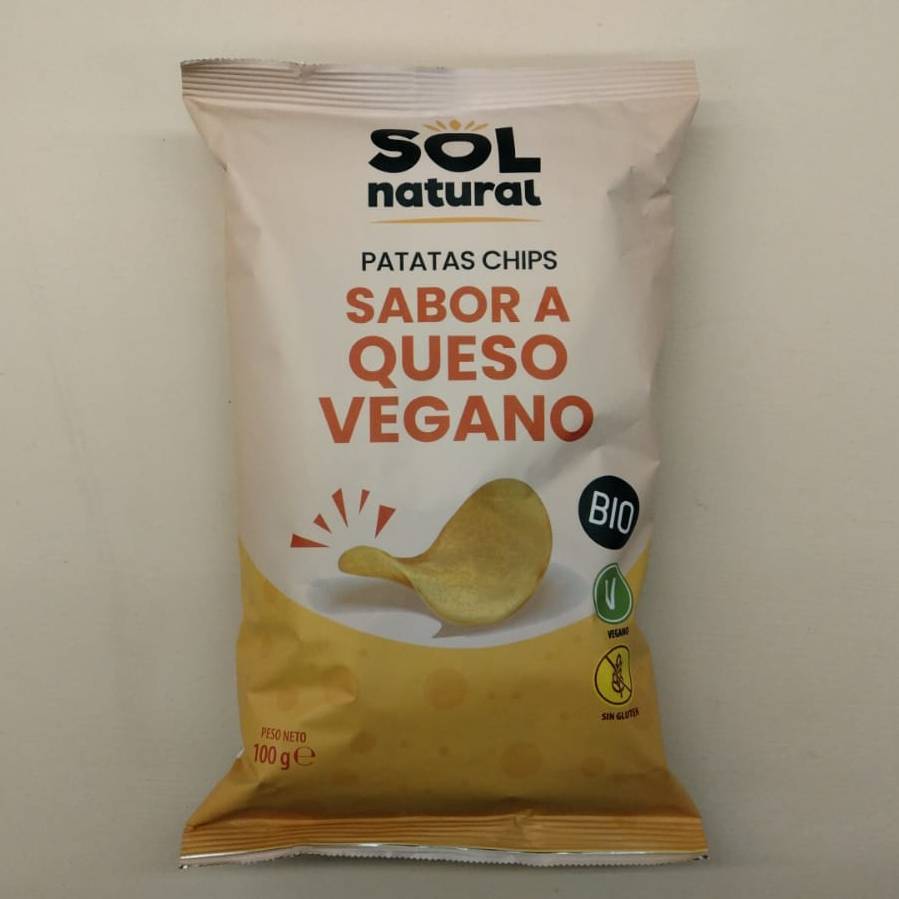 SOL
natural
PATATAS CHIPS
SABOR A
QUESO
VEGANO
BIO
V
VEGANO
SIN GLUTEN
PESO NETO
100 g ℮